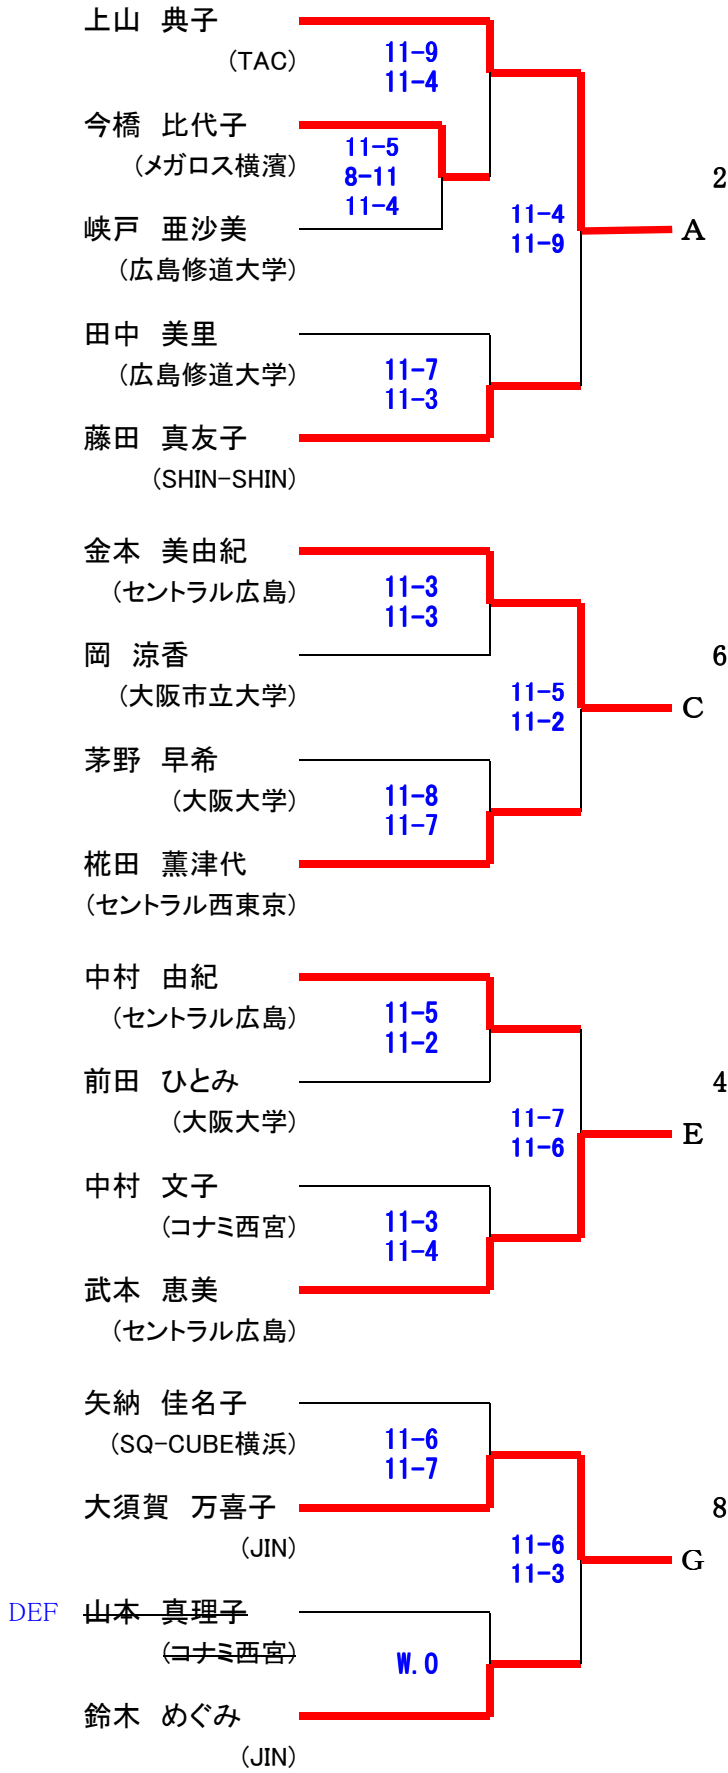 上山 典子
(TAC)
11-9
11-4
今橋 比代子
(メガロス横濱)
11-5
8-11
11-4
2
峡戸 亜沙美
(広島修道大学)
11-4
11-9
A
田中 美里
(広島修道大学)
11-7
11-3
藤田 真友子
(SHIN-SHIN)
金本 美由紀
(セントラル広島)
11-3
11-3
岡 涼香
(大阪市立大学)
6
11-5
11-2
C
茅野 早希
(大阪大学)
11-8
11-7
椛田 薫津代
(セントラル西東京)
中村 由紀
(セントラル広島)
11-5
11-2
前田 ひとみ
(大阪大学)
4
11-7
11-6
E
中村 文子
(コナミ西宮)
11-3
11-4
武本 恵美
(セントラル広島)
矢納 佳名子
(SQ-CUBE横浜)
11-6
11-7
大須賀 万喜子
(JIN)
8
11-6
11-3
G
DEF 山本 真理子
(コナミ西宮)
W.O
鈴木 めぐみ
(JIN)